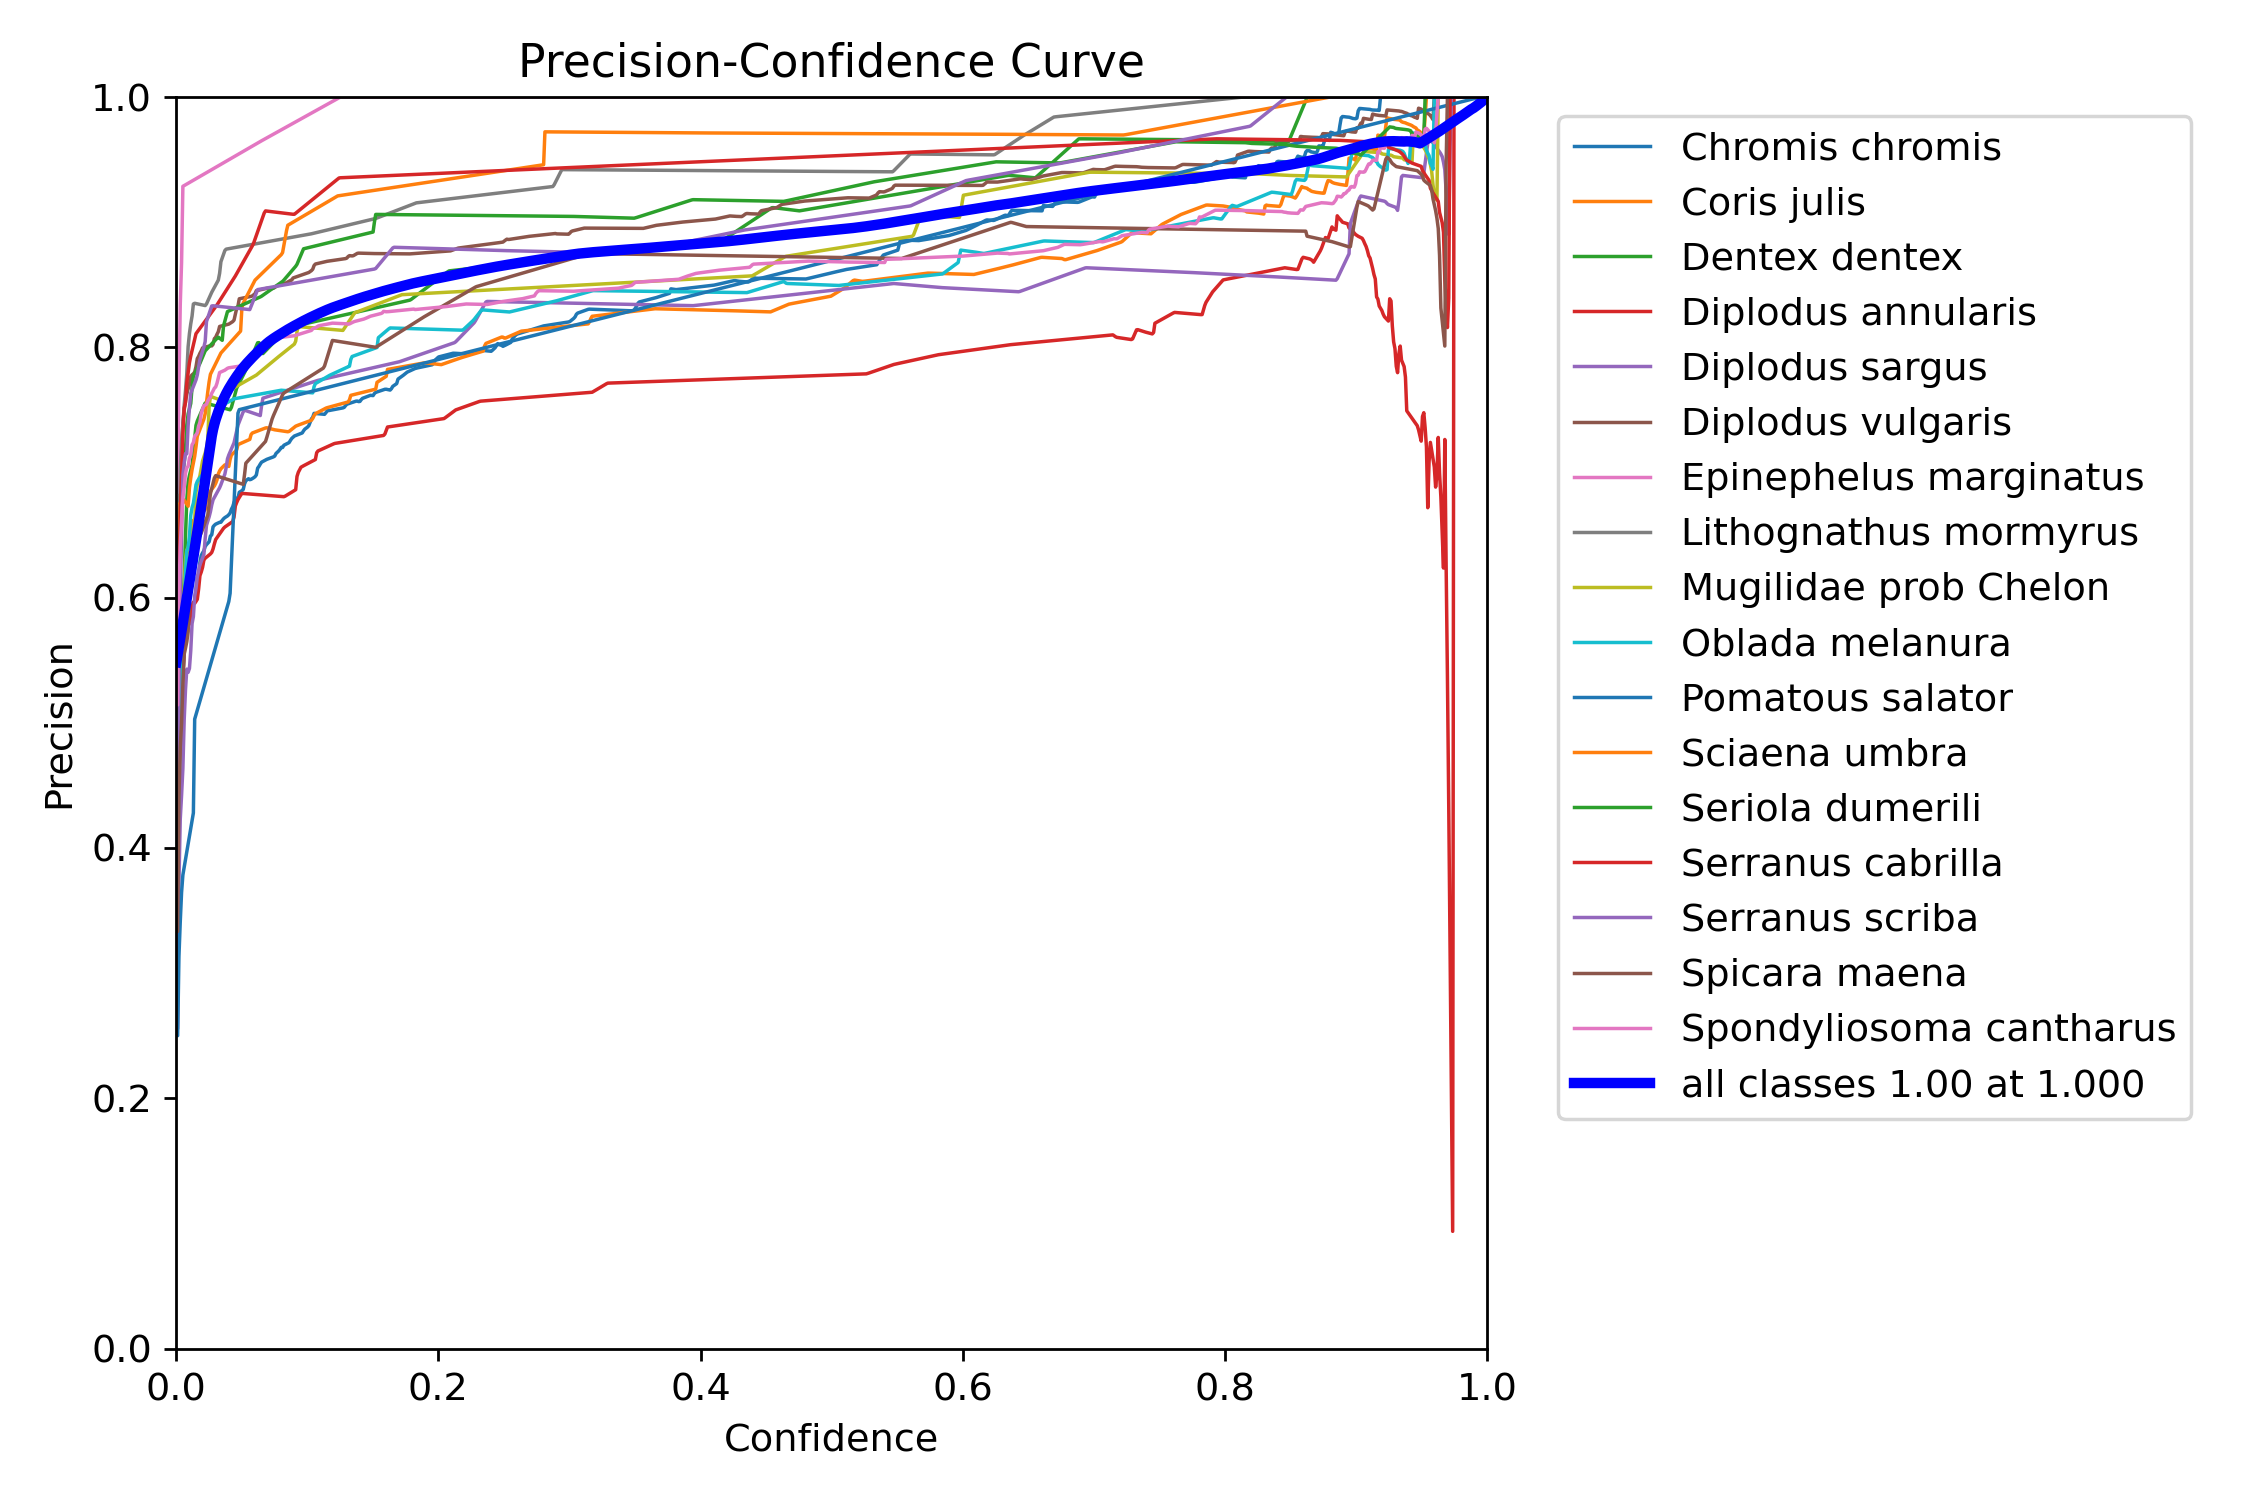 Precision-Confidence Curve
1.0
0.8
0.6
0.4
0.2
0.0
Precision
0.0 0.2 0.4 0.6 0.8 1.0
Confidence
Chromis chromis
Coris julis
Dentex dentex
Diplodus annularis
Diplodus sargus
Diplodus vulgaris
Epinephelus marginatus
Lithognathus mormyrus
Mugilidae prob Chelon
Oblada melanura
Pomatous salator
Sciaena umbra
Seriola dumerili
Serranus cabrilla
Serranus scriba
Spicara maena
Spondyliosoma cantharus
all classes 1.00 at 1.000